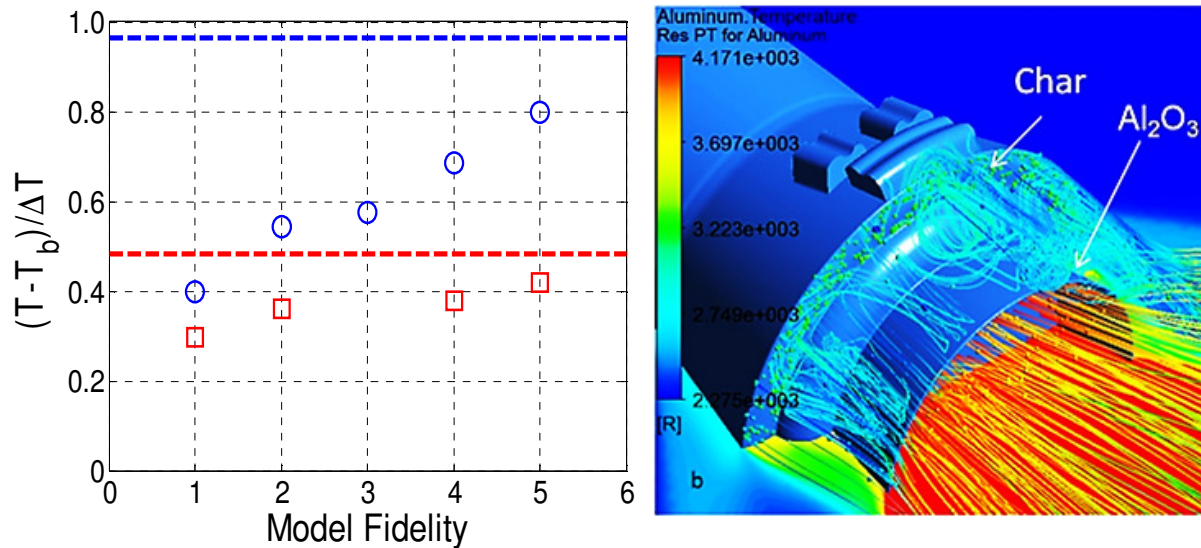 1.0
0.8
0.6
0.4
0.2
0
0 1 2 3 4 5 6
(T - T_b)/ΔT
Model Fidelity
Aluminum.Temperature
Res PT for Aluminum
4.171e+003
3.697e+003
3.223e+003
2.749e+003
2.275e+003
[R]
Char
Al₂O₃
b